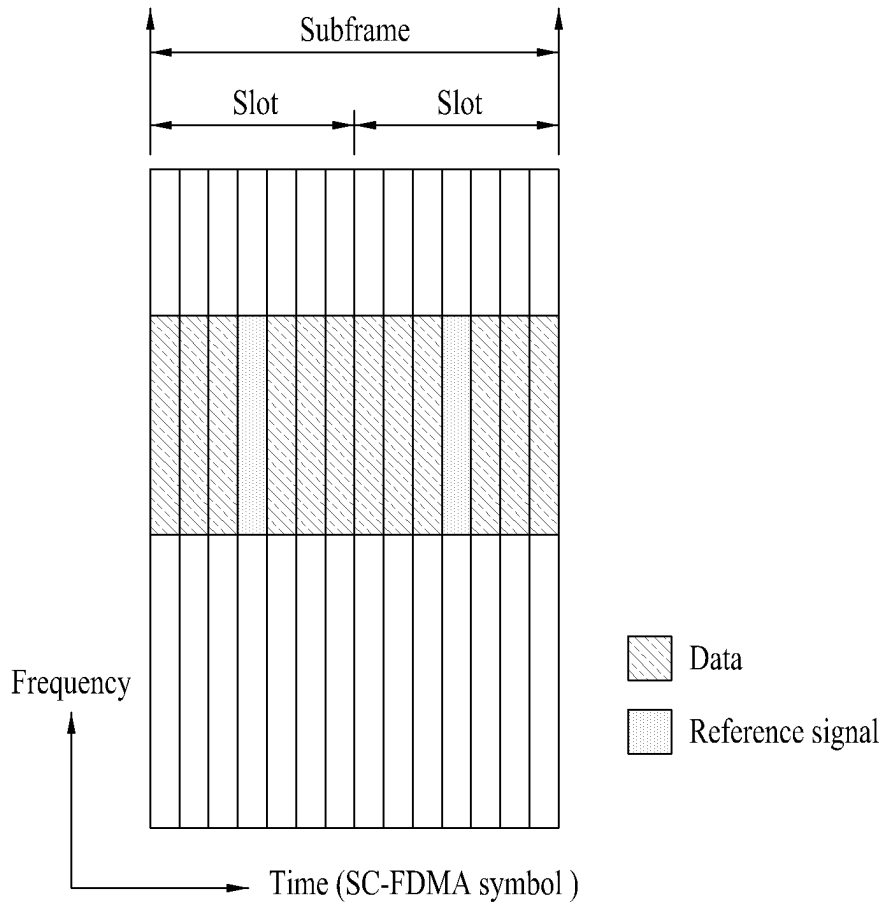 Subframe
Slot
Slot
Data
Frequency
Reference signal
Time (SC-FDMA symbol )